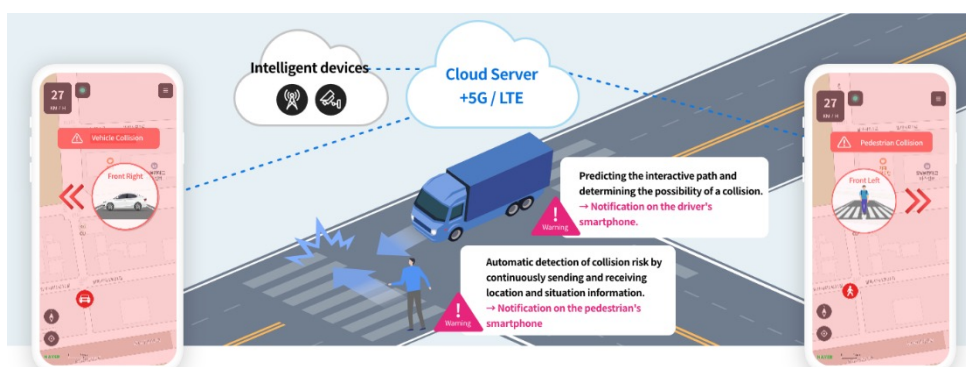 Intelligent devices
Cloud Server
+5G / LTE
27
Vehicle Collision
Front Right
27
Pedestrian Collision
Front Left
Predicting the interactive path and
determining the possibility of a collision.
→ Notification on the driver's
smartphone.
Warning
Automatic detection of collision risk by
continuously sending and receiving
location and situation information.
→ Notification on the pedestrian's
smartphone
Warning